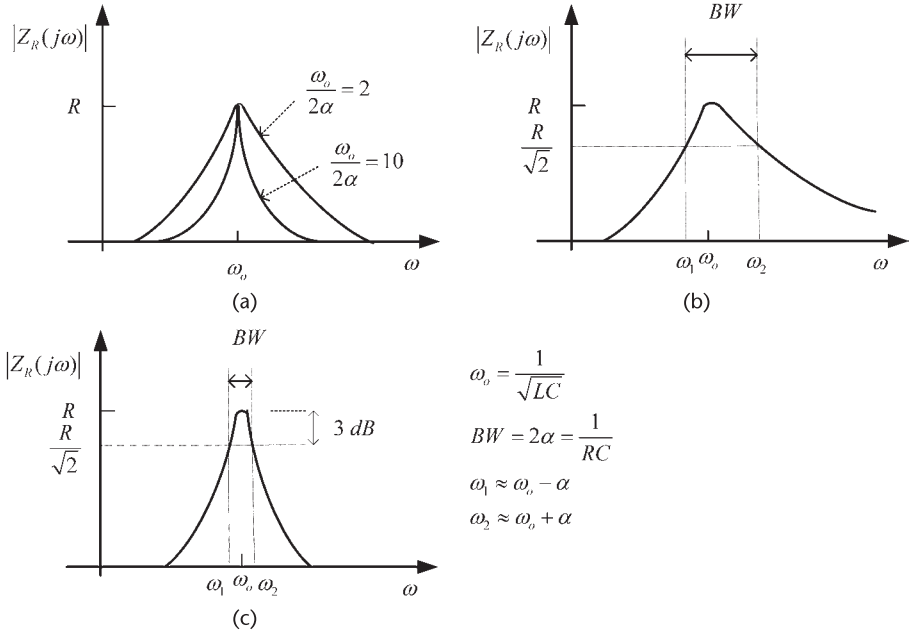 |Z_R(jω)|
R
ω_o/2α = 2
ω_o/2α = 10
ω_o
ω
(a)
BW
|Z_R(jω)|
R
R/√2
ω_1 ω_o ω_2
ω
(b)
BW
|Z_R(jω)|
R
R/√2
3 dB
ω_1 ω_o ω_2
ω
(c)
ω_o = 1/√LC
BW = 2α = 1/RC
ω_1 ≈ ω_o − α
ω_2 ≈ ω_o + α